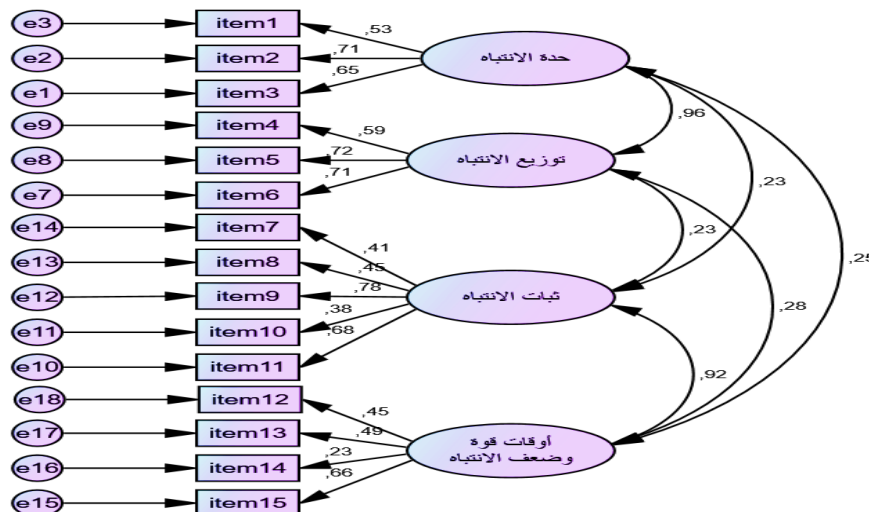 e3 item1 ,53
e2 item2 ,71 حدة الانتباه
e1 item3 ,65
,96
e9 item4 ,59
e8 item5 ,72 توزيع الانتباه
,23
e7 item6 ,71
e14 item7 ,23
,41
e13 item8 ,45 ,25
e12 item9 ,78 ثبات الانتباه
,28
e11 item10 ,38
,68
e10 item11
,92
e18 item12
,45
e17 item13 ,49 أوقات قوة
e16 item14 ,23 وضعف الانتباه
,66
e15 item15